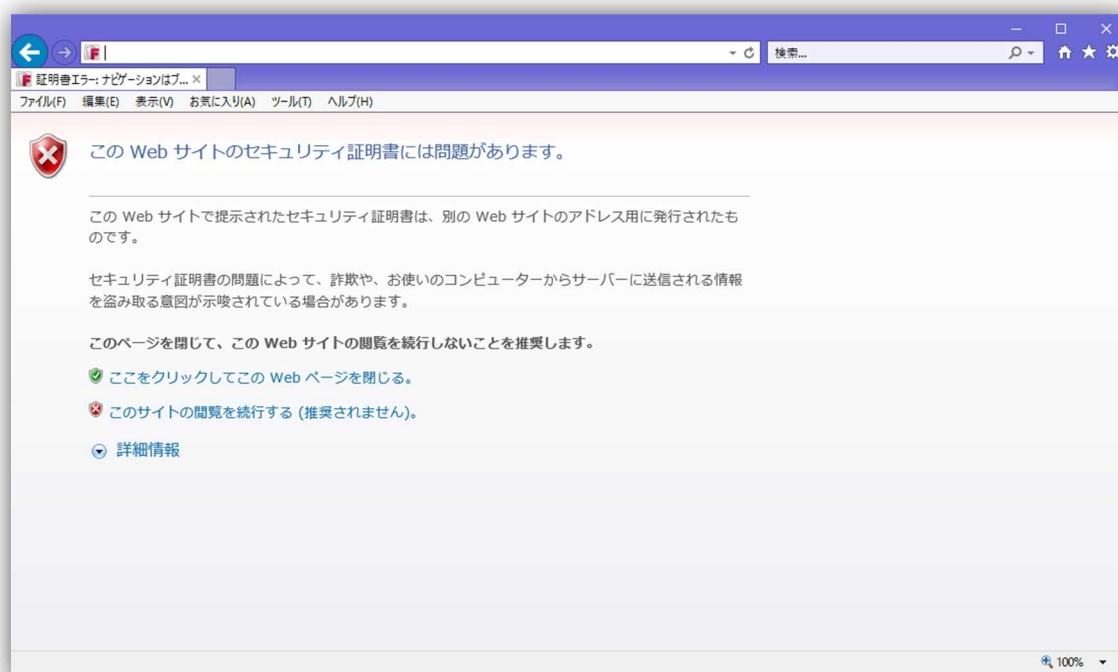 検索...
証明書エラー: ナビゲーションはブ...
ファイル(F) 編集(E) 表示(V) お気に入り(A) ツール(T) ヘルプ(H)
この Web サイトのセキュリティ証明書には問題があります。
この Web サイトで提示されたセキュリティ証明書は、別の Web サイトのアドレス用に発行されたも
のです。
セキュリティ証明書の問題によって、詐欺や、お使いのコンピューターからサーバーに送信される情報
を盗み取る意図が示唆されている場合があります。
このページを閉じて、この Web サイトの閲覧を続行しないことを推奨します。
ここをクリックしてこの Web ページを閉じる。
このサイトの閲覧を続行する (推奨されません)。
詳細情報
100%